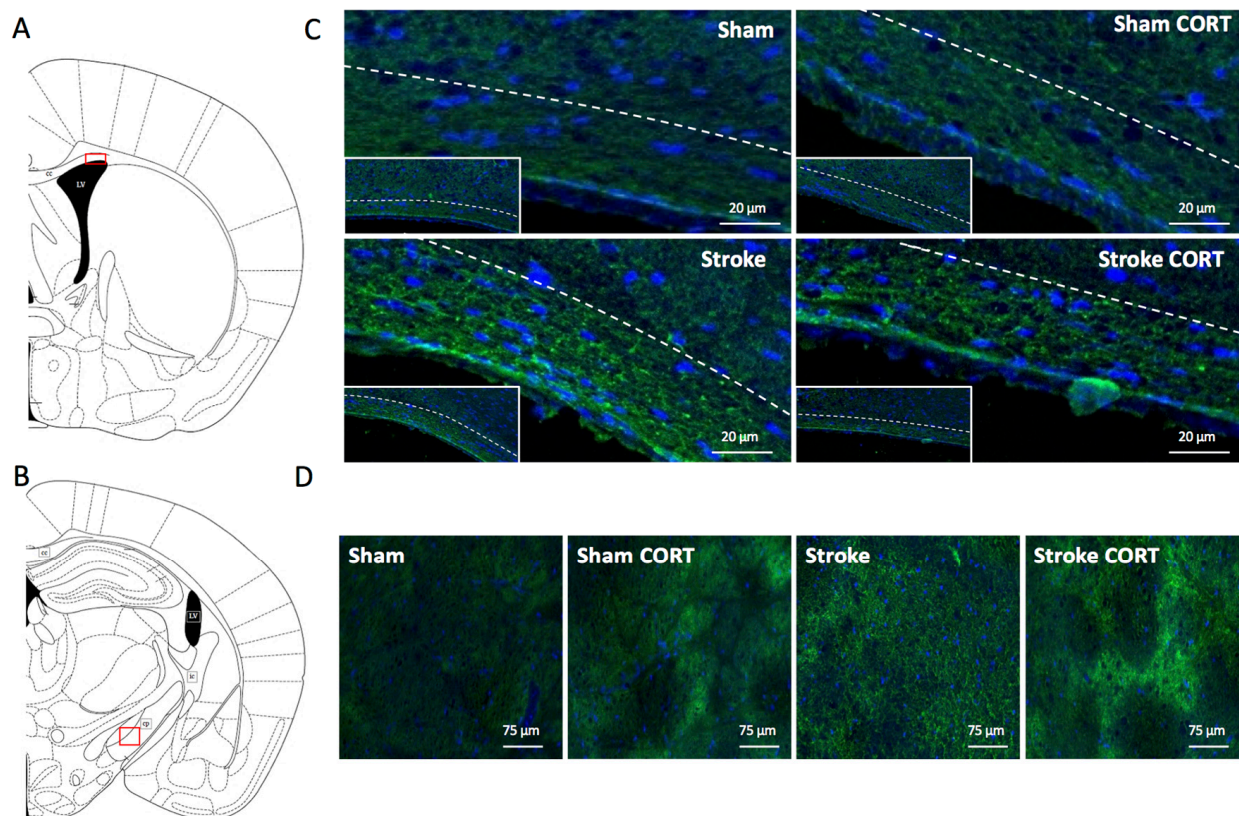 A
cc
LV
B
cc
LV
ic
cp
C
Sham
20 μm
Sham CORT
20 μm
Stroke
20 μm
Stroke CORT
20 μm
D
Sham
75 μm
Sham CORT
75 μm
Stroke
75 μm
Stroke CORT
75 μm